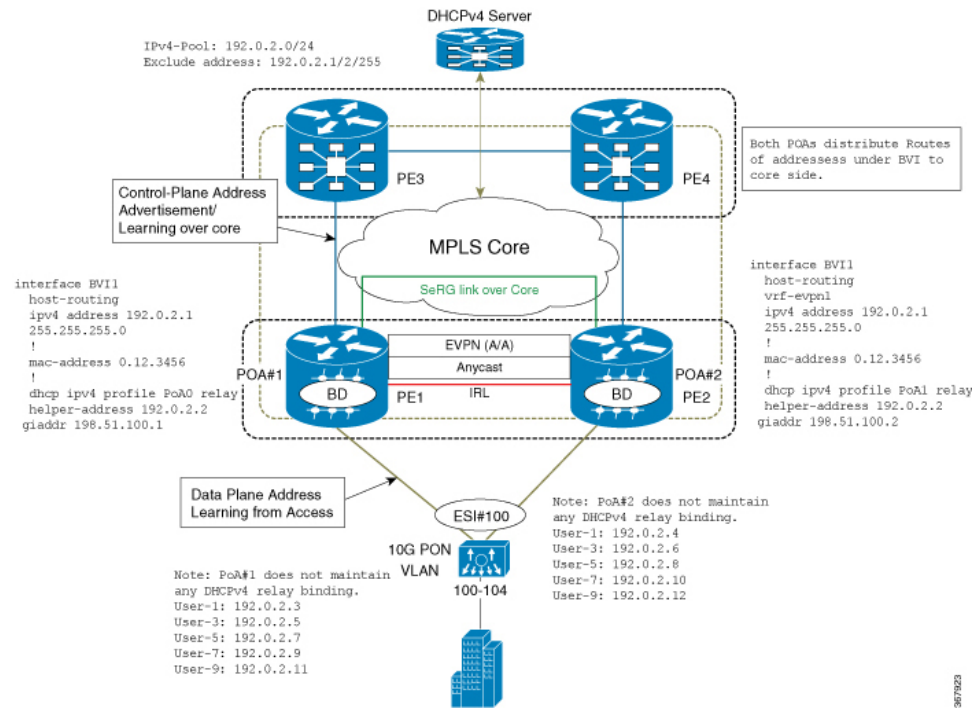 DHCPv4 Server
IPv4-Pool: 192.0.2.0/24
Exclude address: 192.0.2.1/2/255
PE3
PE4
Both POAs distribute Routes
of addressess under BVI to
core side.
Control-Plane Address
Advertisement/
Learning over core
MPLS Core
SeRG link over Core
interface BVI1
host-routing
ipv4 address 192.0.2.1
255.255.255.0
!
mac-address 0.12.3456
!
dhcp ipv4 profile PoA0 relay
helper-address 192.0.2.2
giaddr 198.51.100.1
interface BVI1
host-routing
vrf-evpn1
ipv4 address 192.0.2.1
255.255.255.0
!
mac-address 0.12.3456
!
dhcp ipv4 profile PoA1 relay
helper-address 192.0.2.2
giaddr 198.51.100.2
POA#1
BD
PE1
EVPN (A/A)
Anycast
IRL
POA#2
BD
PE2
Data Plane Address
Learning from Access
ESI#100
10G PON
VLAN
100-104
Note: PoA#1 does not maintain
any DHCPv4 relay binding.
User-1: 192.0.2.3
User-3: 192.0.2.5
User-5: 192.0.2.7
User-7: 192.0.2.9
User-9: 192.0.2.11
Note: PoA#2 does not maintain
any DHCPv4 relay binding.
User-1: 192.0.2.4
User-3: 192.0.2.6
User-5: 192.0.2.8
User-7: 192.0.2.10
User-9: 192.0.2.12
367923